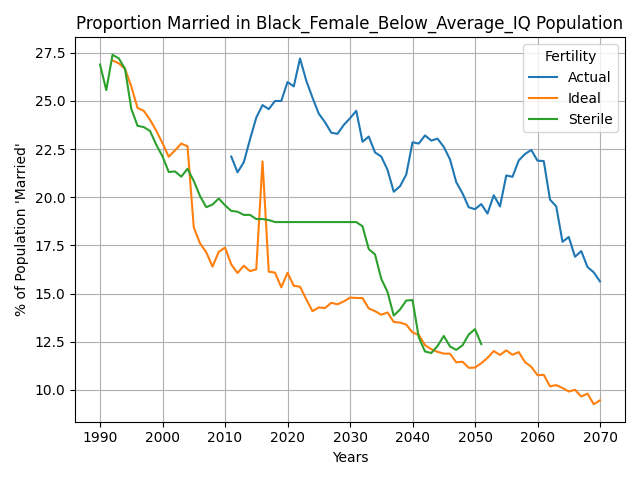 Proportion Married in Black_Female_Below_Average_IQ Population
% of Population 'Married'
27.5
25.0
22.5
20.0
17.5
15.0
12.5
10.0
Fertility
Actual
Ideal
Sterile
1990 2000 2010 2020 2030 2040 2050 2060 2070
Years